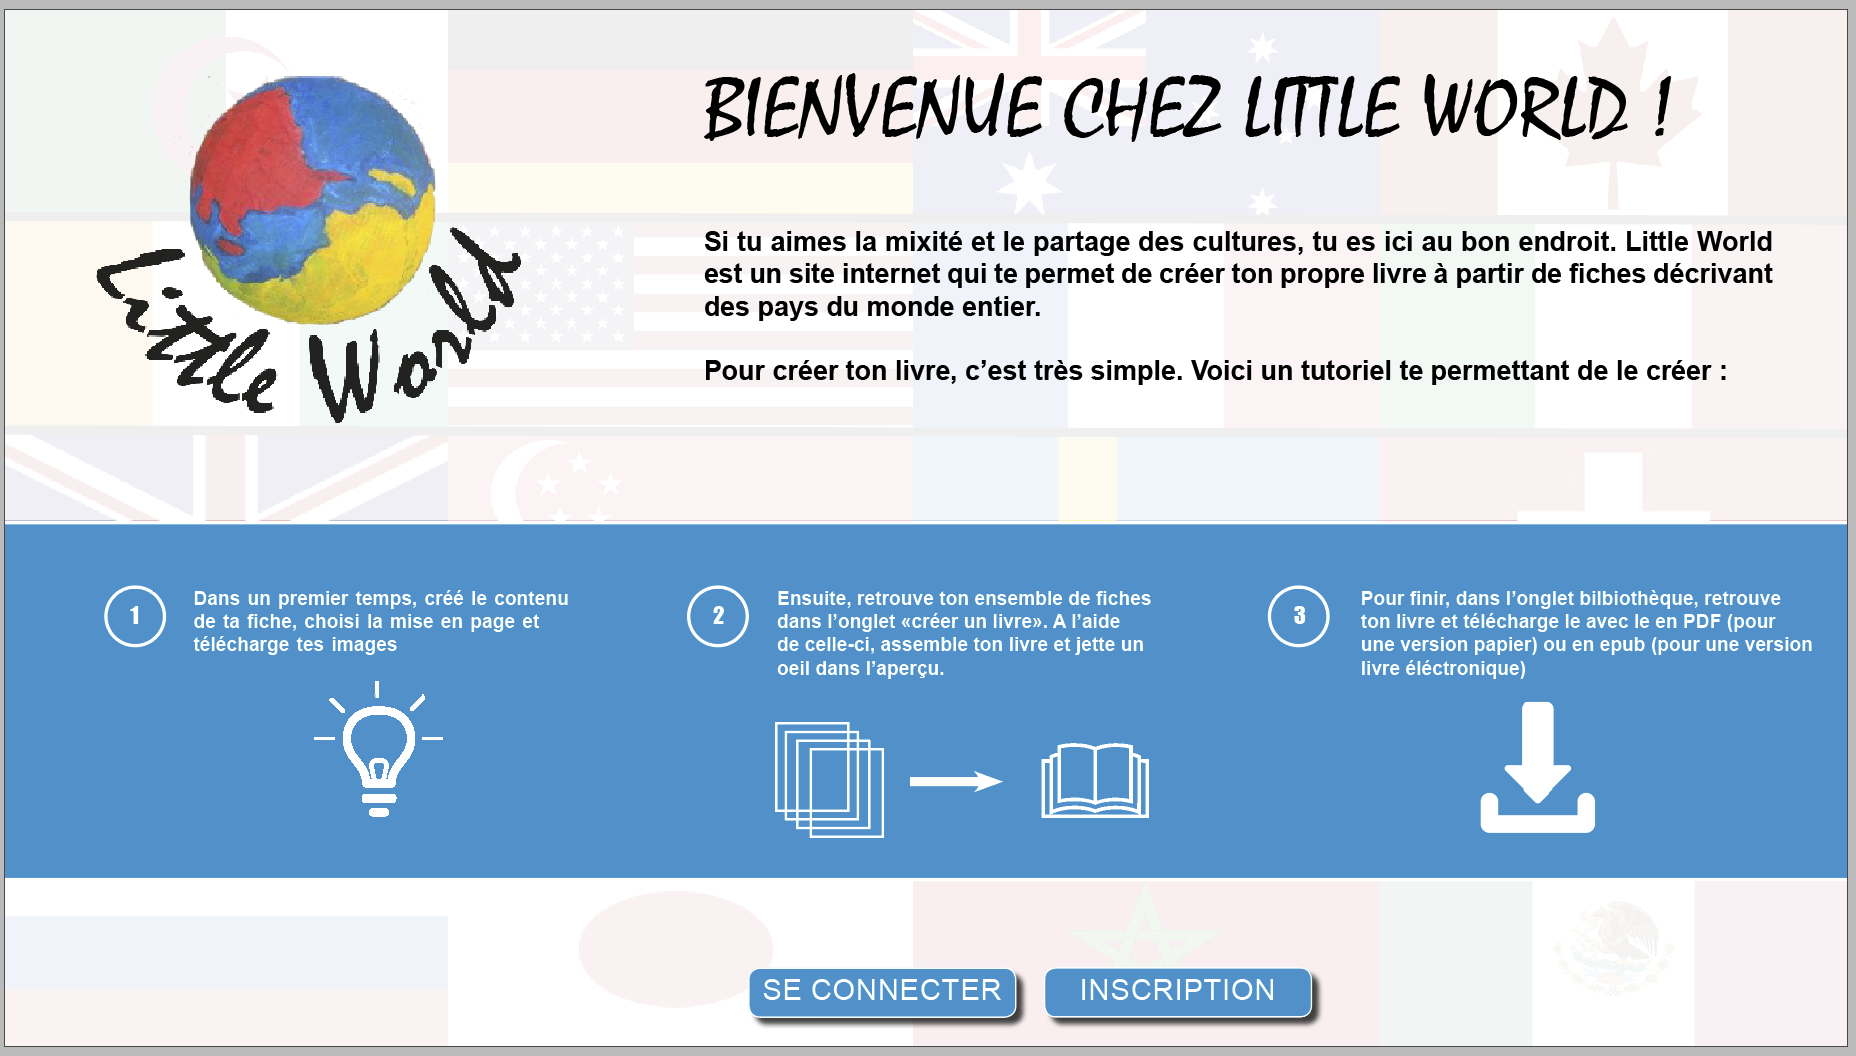 Little World
BIENVENUE CHEZ LITTLE WORLD !
Si tu aimes la mixité et le partage des cultures, tu es ici au bon endroit. Little World
est un site internet qui te permet de créer ton propre livre à partir de fiches décrivant
des pays du monde entier.
Pour créer ton livre, c’est très simple. Voici un tutoriel te permettant de le créer :
1
Dans un premier temps, créé le contenu
de ta fiche, choisi la mise en page et
télécharge tes images
2
Ensuite, retrouve ton ensemble de fiches
dans l’onglet «créer un livre». A l’aide
de celle-ci, assemble ton livre et jette un
oeil dans l’aperçu.
3
Pour finir, dans l’onglet bilbiothèque, retrouve
ton livre et télécharge le avec le en PDF (pour
une version papier) ou en epub (pour une version
livre éléctronique)
SE CONNECTER
INSCRIPTION